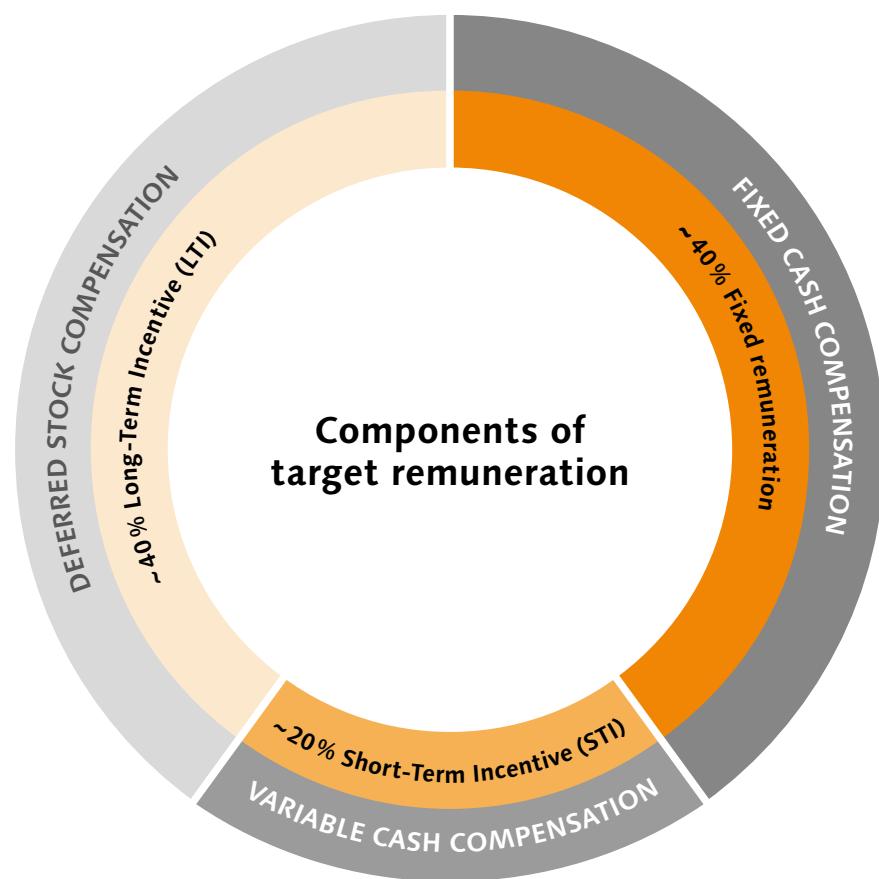 Components of
target remuneration
FIXED CASH COMPENSATION
~40% Fixed remuneration
VARIABLE CASH COMPENSATION
~20% Short-Term Incentive (STI)
DEFERRED STOCK COMPENSATION
~40% Long-Term Incentive (LTI)